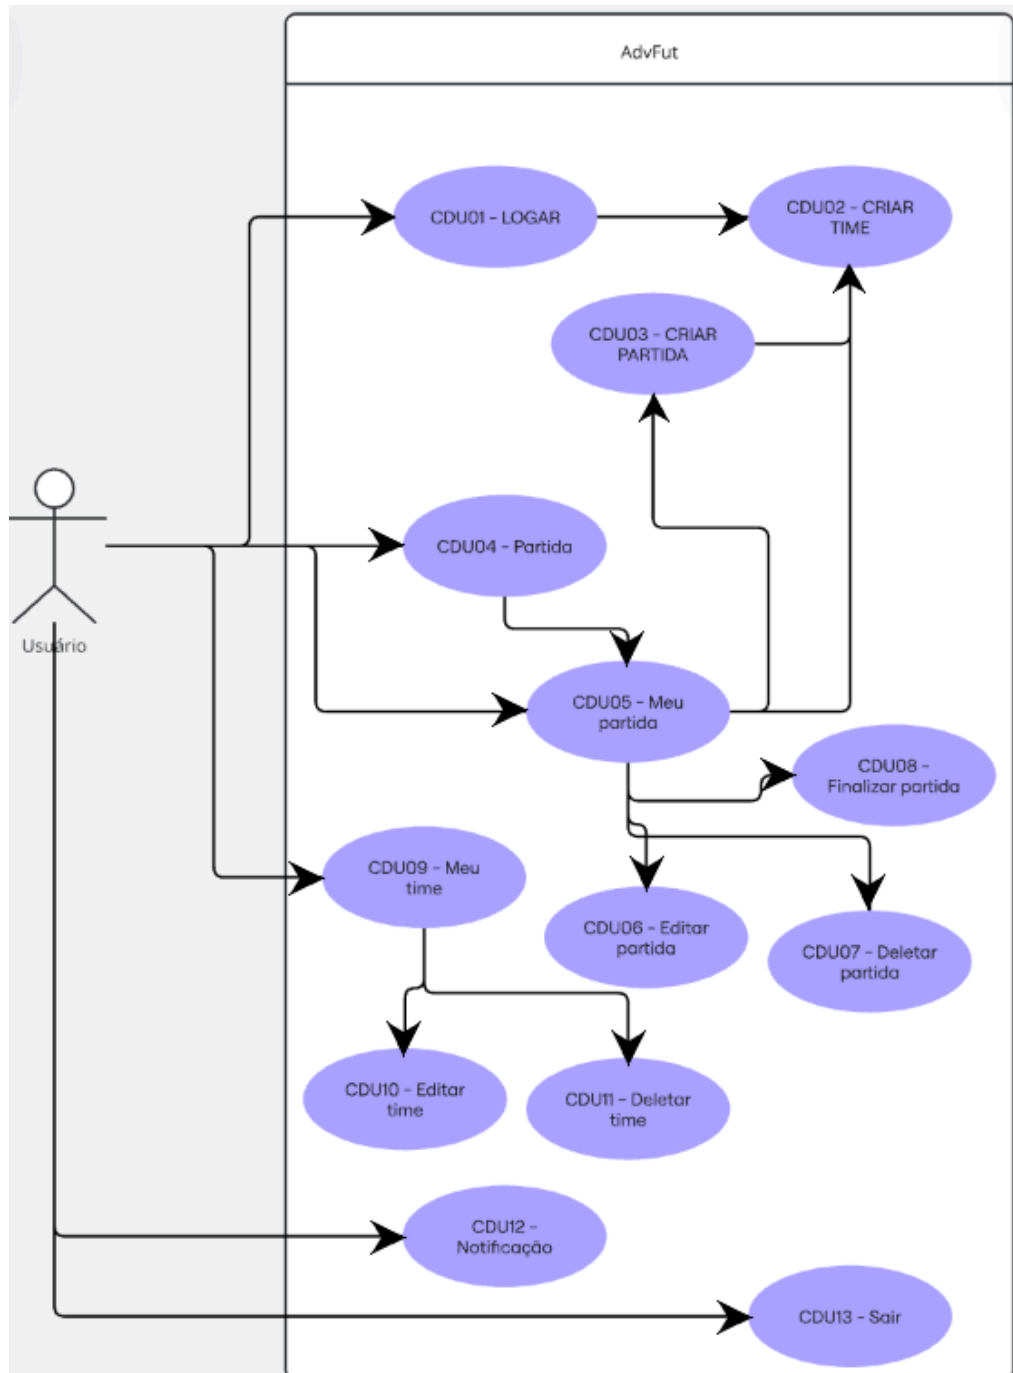 AdvFut
CDU01 - LOGAR
CDU02 - CRIAR
TIME
CDU03 - CRIAR
PARTIDA
CDU04 - Partida
Usuário
CDU05 - Meu
partida
CDU08 -
Finalizar partida
CDU09 - Meu
time
CDU06 - Editar
partida
CDU07 - Deletar
partida
CDU10 - Editar
time
CDU11 - Deletar
time
CDU12 -
Notificação
CDU13 - Sair